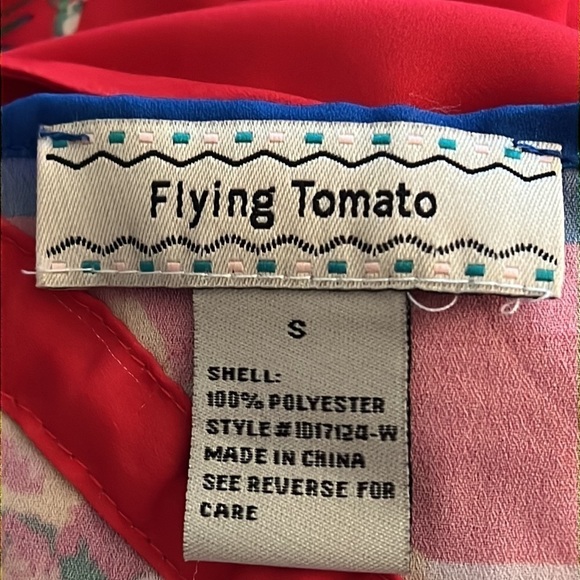 Flying Tomato
S
SHELL:
100% POLYESTER
STYLE#1D17124-W
MADE IN CHINA
SEE REVERSE FOR
CARE